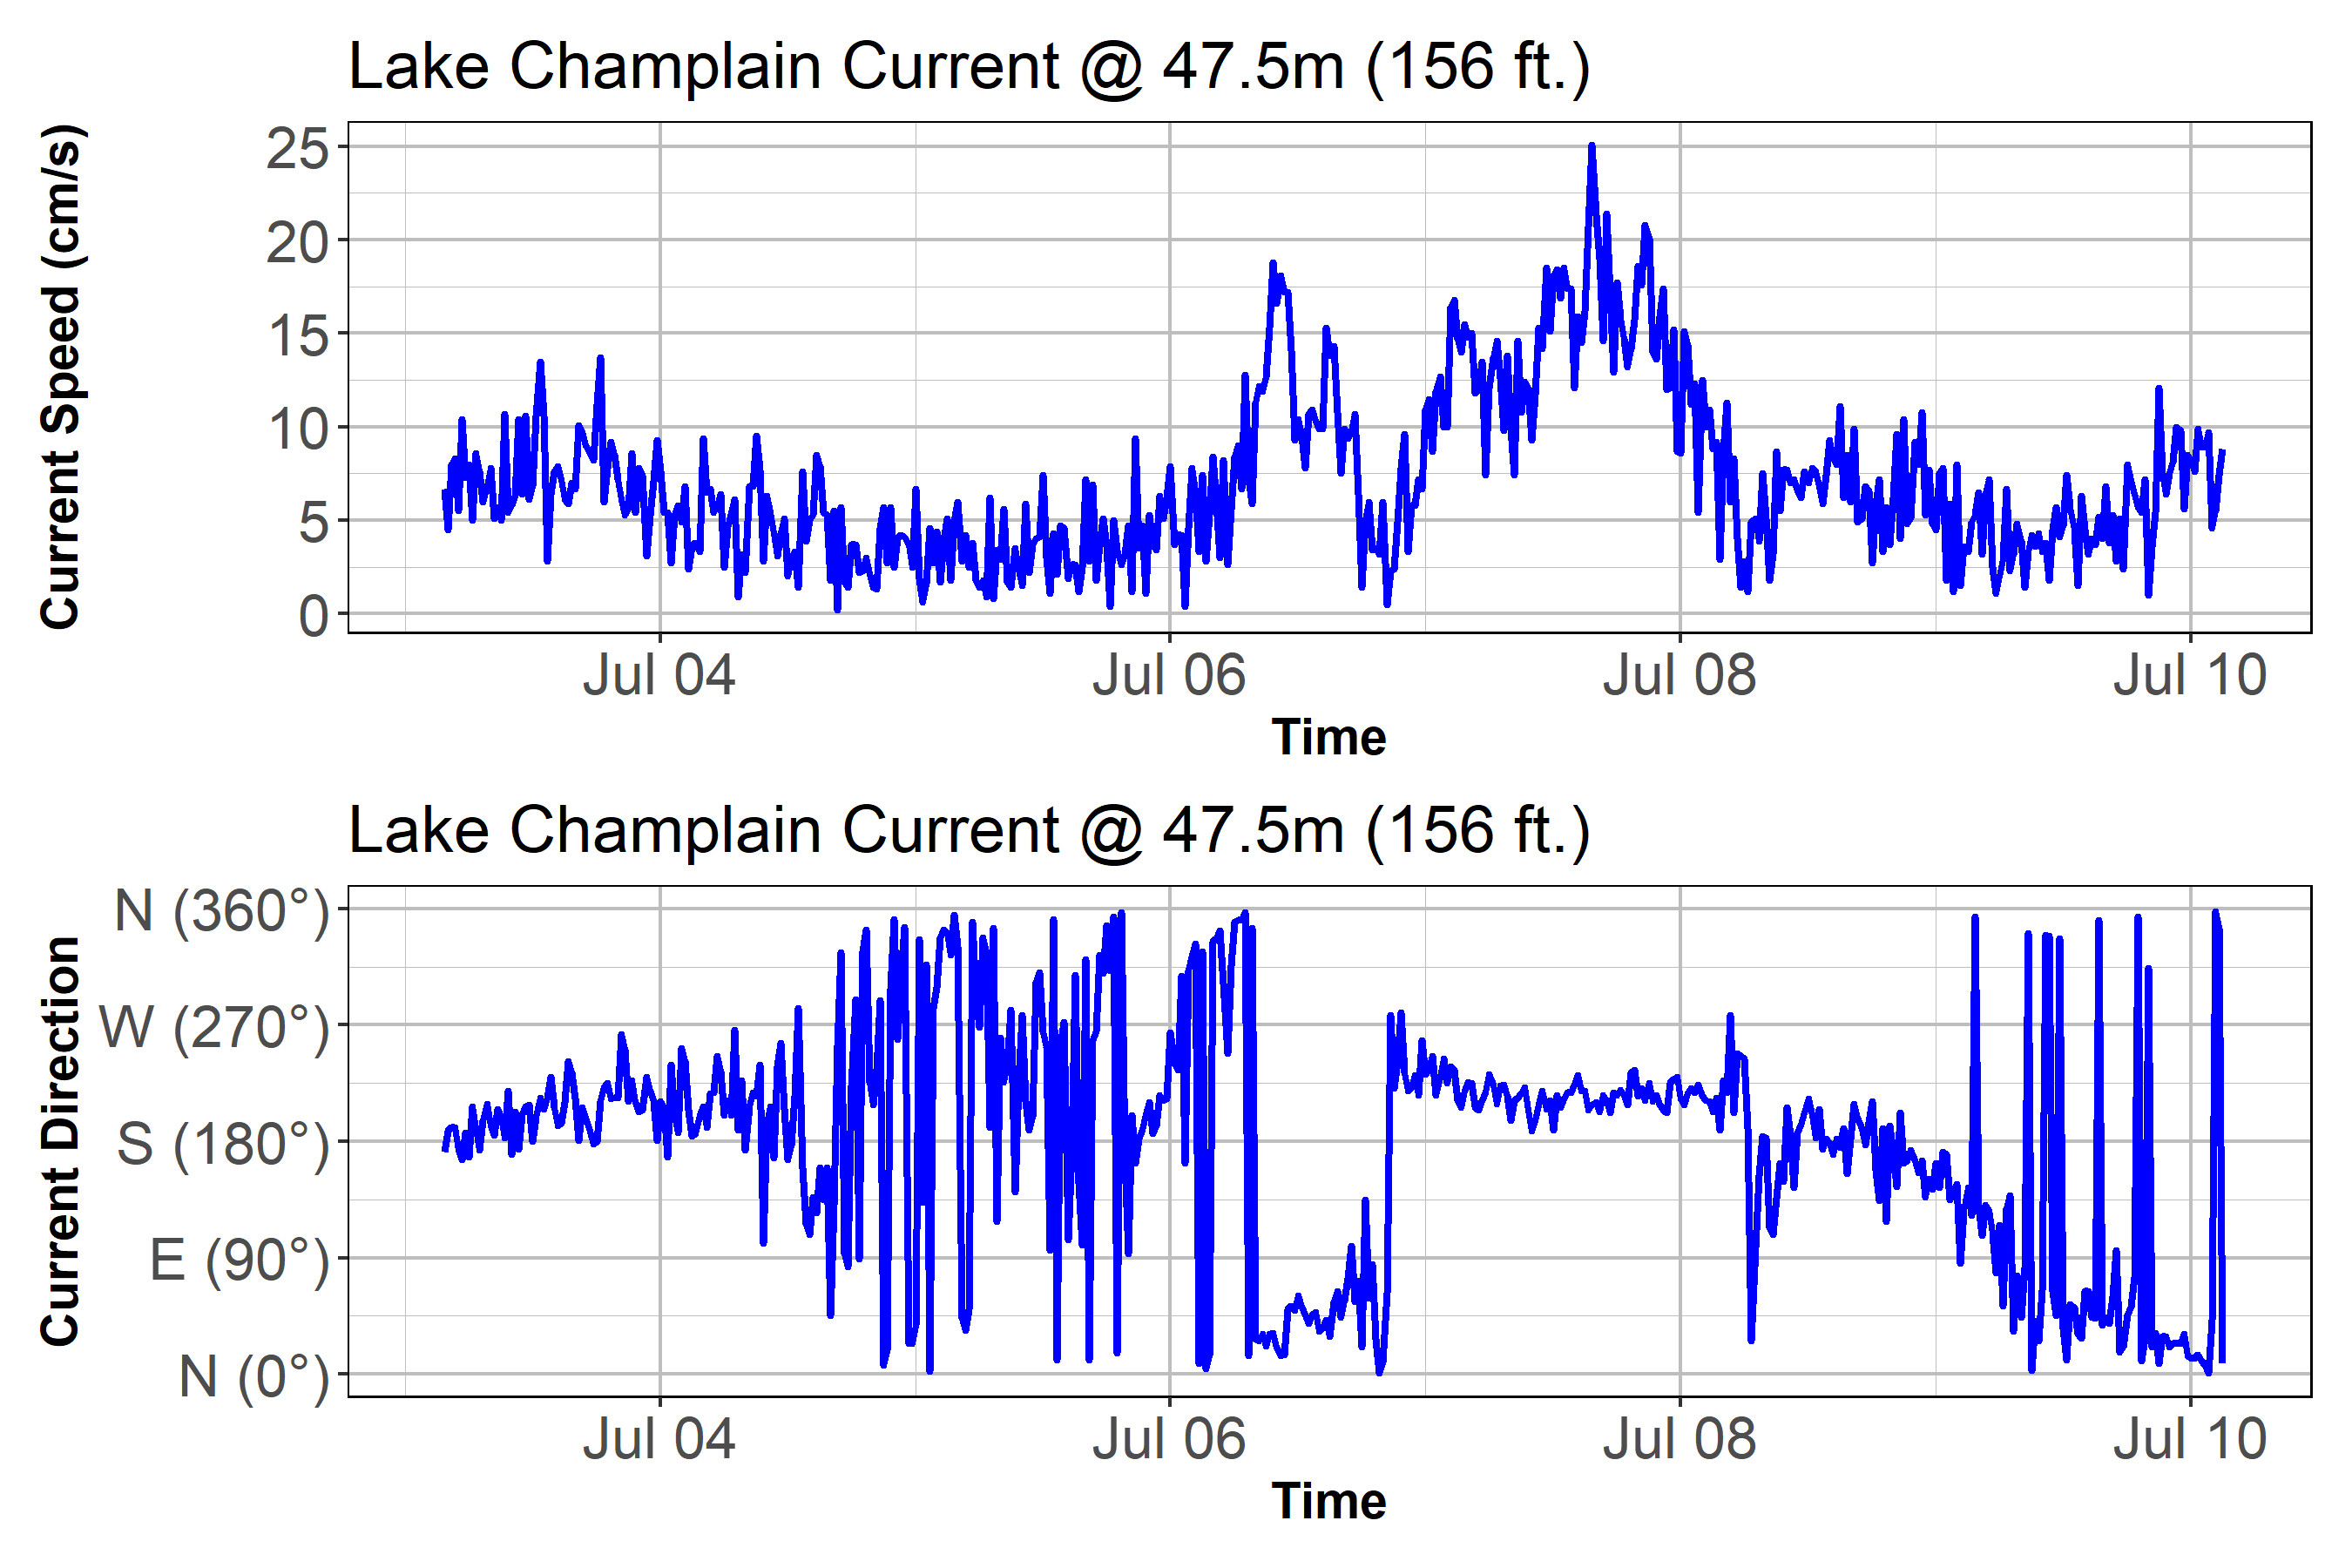 Lake Champlain Current @ 47.5m (156 ft.)
Current Speed (cm/s)
25
20
15
10
5
0
Jul 04
Jul 06
Jul 08
Jul 10
Time
Lake Champlain Current @ 47.5m (156 ft.)
Current Direction
N (360°)
W (270°)
S (180°)
E (90°)
N (0°)
Jul 04
Jul 06
Jul 08
Jul 10
Time